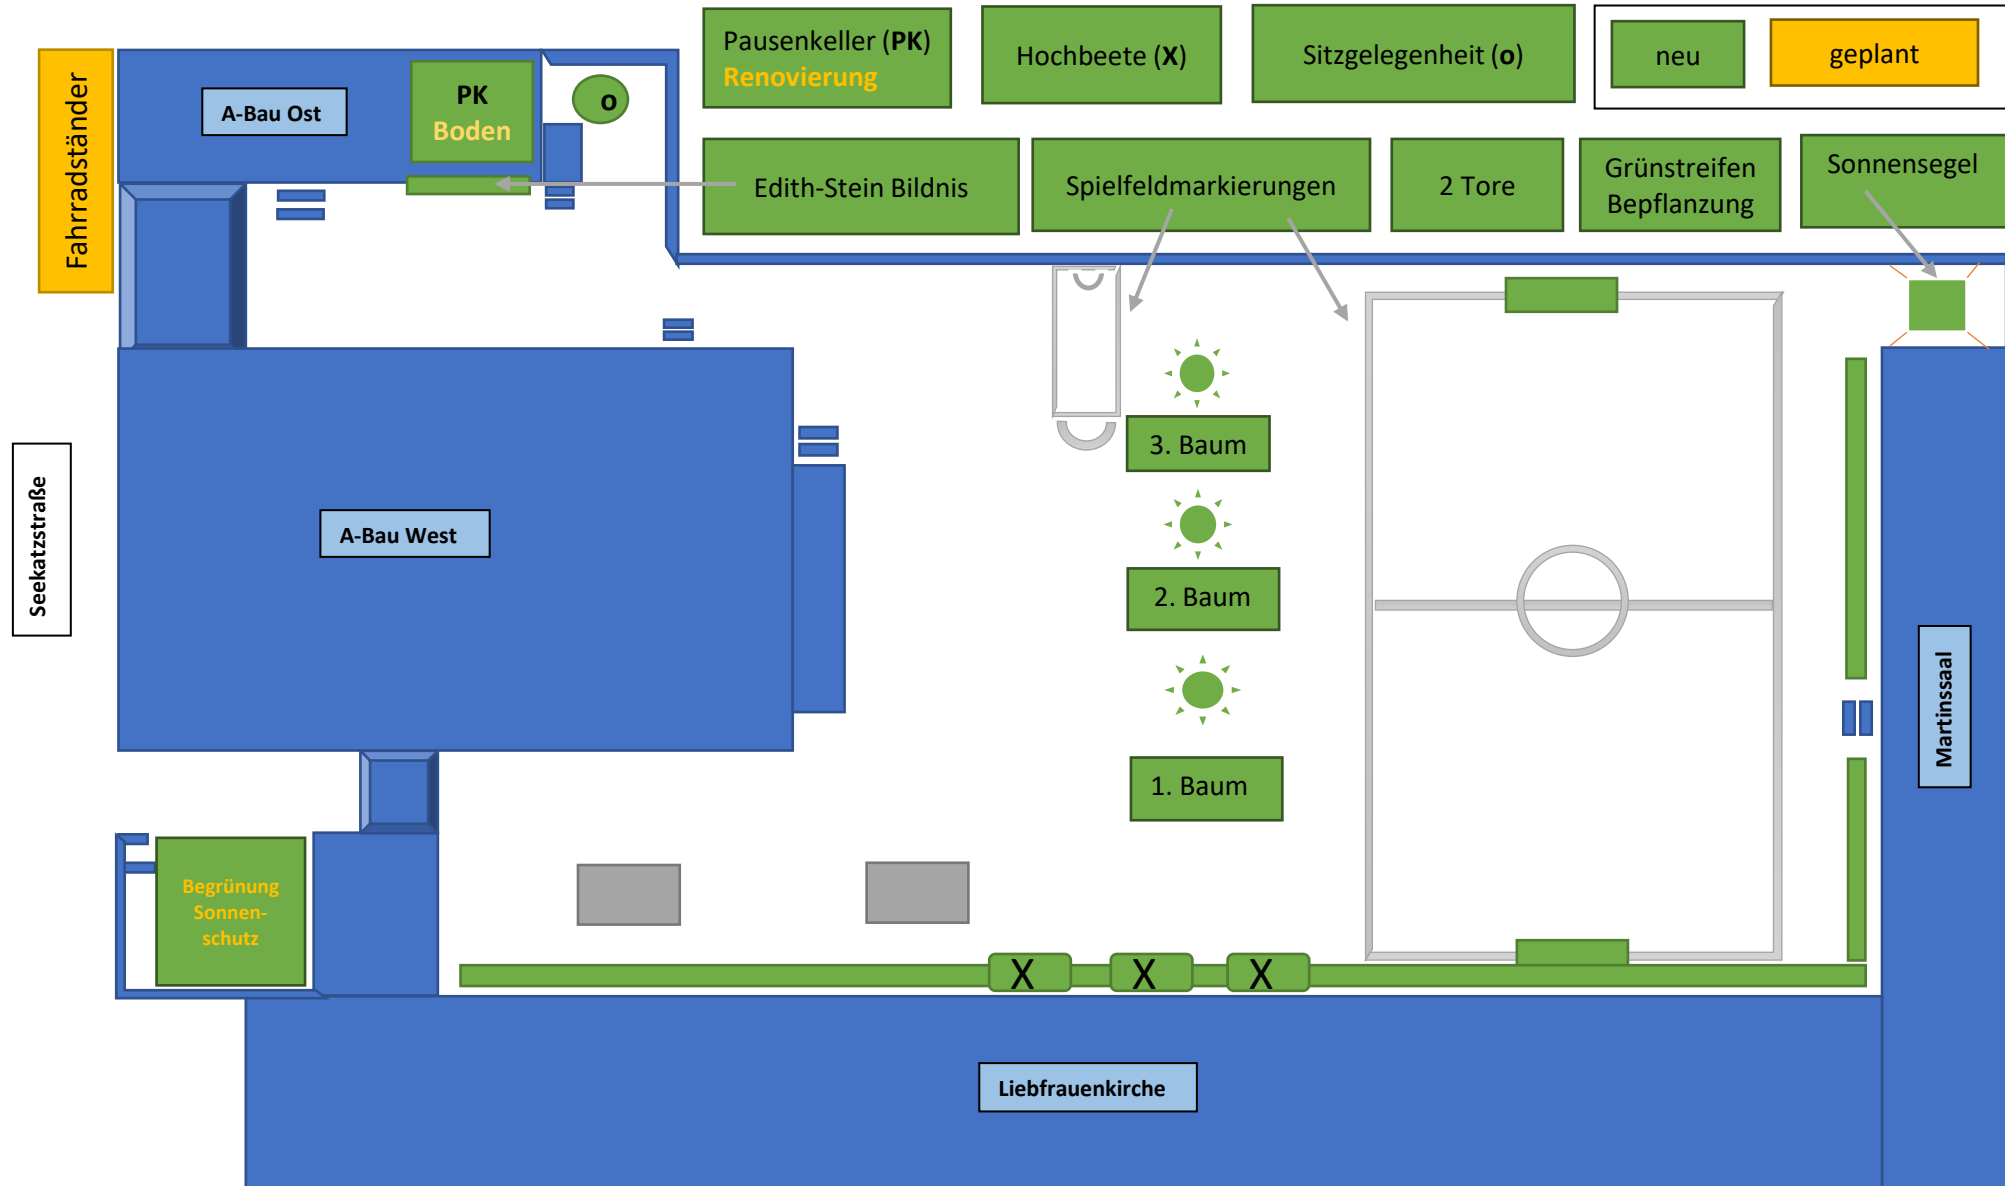 Pausenkeller (PK)
Renovierung
Hochbeete (X)
Sitzgelegenheit (o)
neu
geplant
Fahrradständer
A-Bau Ost
PK
Boden
o
Edith-Stein Bildnis
Spielfeldmarkierungen
2 Tore
Grünstreifen
Bepflanzung
Sonnensegel
3. Baum
Seekatzstraße
A-Bau West
2. Baum
Martinssaal
1. Baum
Begrünung
Sonnen-
schutz
X
X
X
Liebfrauenkirche